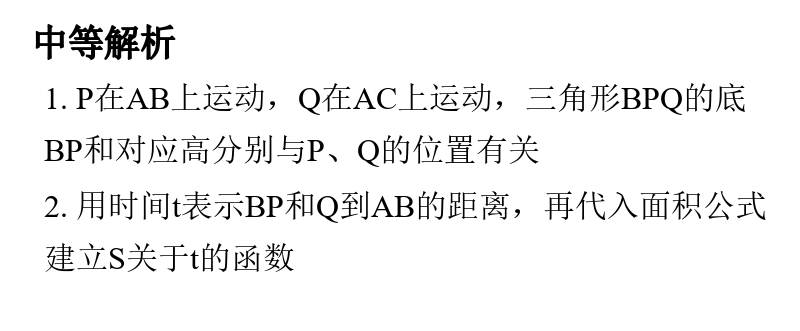 中等解析
1. P在AB上运动，Q在AC上运动，三角形BPQ的底
BP和对应高分别与P、Q的位置有关
2. 用时间t表示BP和Q到AB的距离，再代入面积公式
建立S关于t的函数